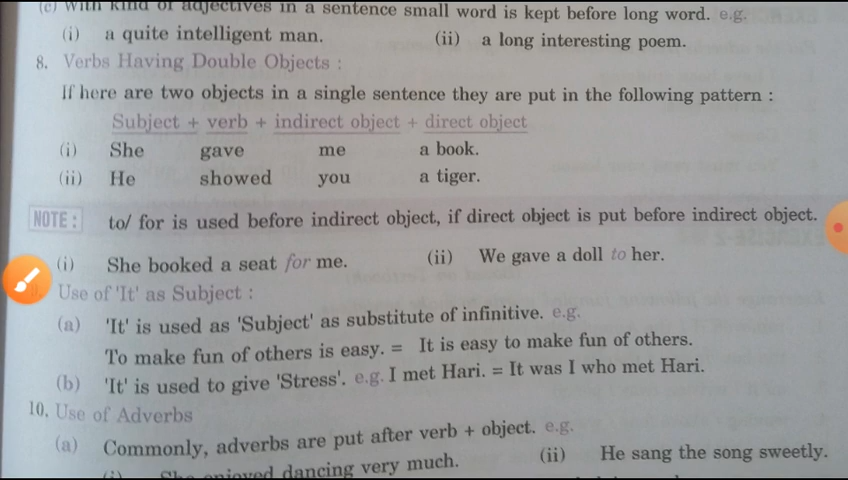 (c) With kind of adjectives in a sentence small word is kept before long word. e.g.
(i) a quite intelligent man. (ii) a long interesting poem.
8. Verbs Having Double Objects :
If here are two objects in a single sentence they are put in the following pattern :
Subject + verb + indirect object + direct object
(i) She gave me a book.
(ii) He showed you a tiger.
NOTE : to/ for is used before indirect object, if direct object is put before indirect object.
(i) She booked a seat for me. (ii) We gave a doll to her.
Use of 'It' as Subject :
(a) 'It' is used as 'Subject' as substitute of infinitive. e.g.
To make fun of others is easy. = It is easy to make fun of others.
(b) 'It' is used to give 'Stress'. e.g. I met Hari. = It was I who met Hari.
10. Use of Adverbs
(a) Commonly, adverbs are put after verb + object. e.g.
(i) She enjoyed dancing very much. (ii) He sang the song sweetly.